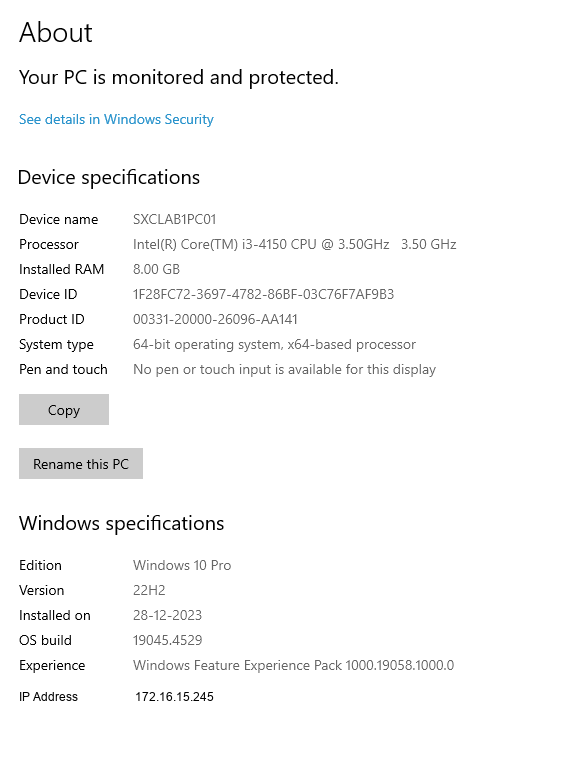 About
Your PC is monitored and protected.
See details in Windows Security
Device specifications
Device name SXCLAB1PC01
Processor Intel(R) Core(TM) i3-4150 CPU @ 3.50GHz 3.50 GHz
Installed RAM 8.00 GB
Device ID 1F28FC72-3697-4782-86BF-03C76F7AF9B3
Product ID 00331-20000-26096-AA141
System type 64-bit operating system, x64-based processor
Pen and touch No pen or touch input is available for this display
Copy
Rename this PC
Windows specifications
Edition Windows 10 Pro
Version 22H2
Installed on 28-12-2023
OS build 19045.4529
Experience Windows Feature Experience Pack 1000.19058.1000.0
IP Address 172.16.15.245